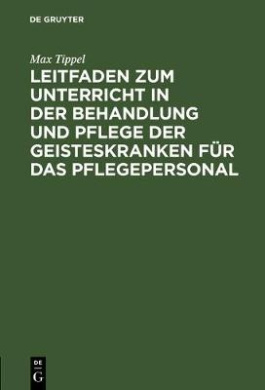 DE GRUYTER
Max Tippel
LEITFADEN ZUM
UNTERRICHT IN
DER BEHANDLUNG
UND PFLEGE DER
GEISTESKRANKEN FÜR
DAS PFLEGEPERSONAL
DE
G